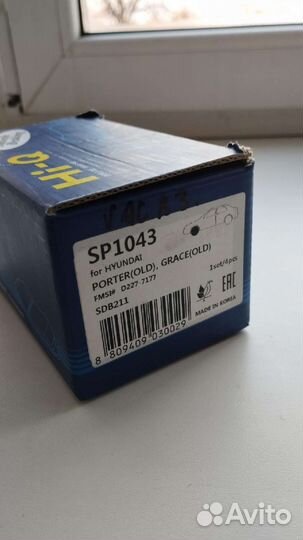 Hi-Q
SP1043
for HYUNDAI
PORTER(OLD), GRACE(OLD)
FMSI# D227-7177
1set/4pcs
SDB211
EAC
8 809409 030029
MADE IN KOREA
Avito